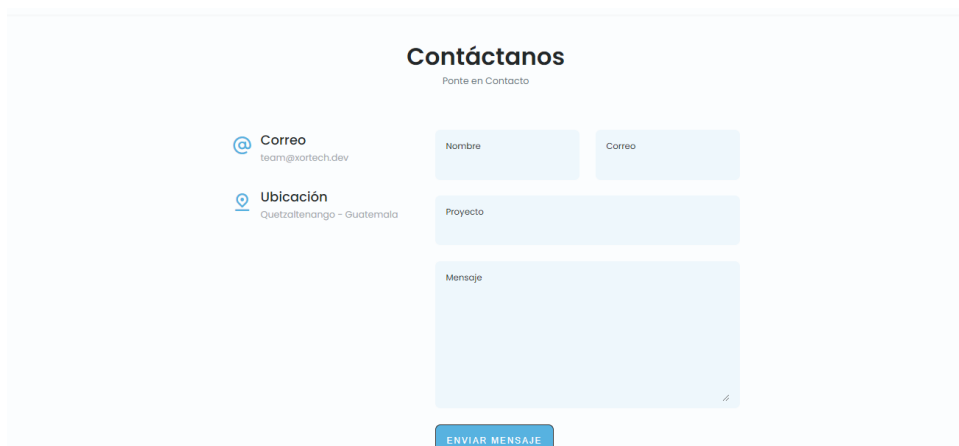 Contáctanos
Ponte en Contacto
Correo
team@xortech.dev
Ubicación
Quetzaltenango - Guatemala
Nombre
Correo
Proyecto
Mensaje
ENVIAR MENSAJE